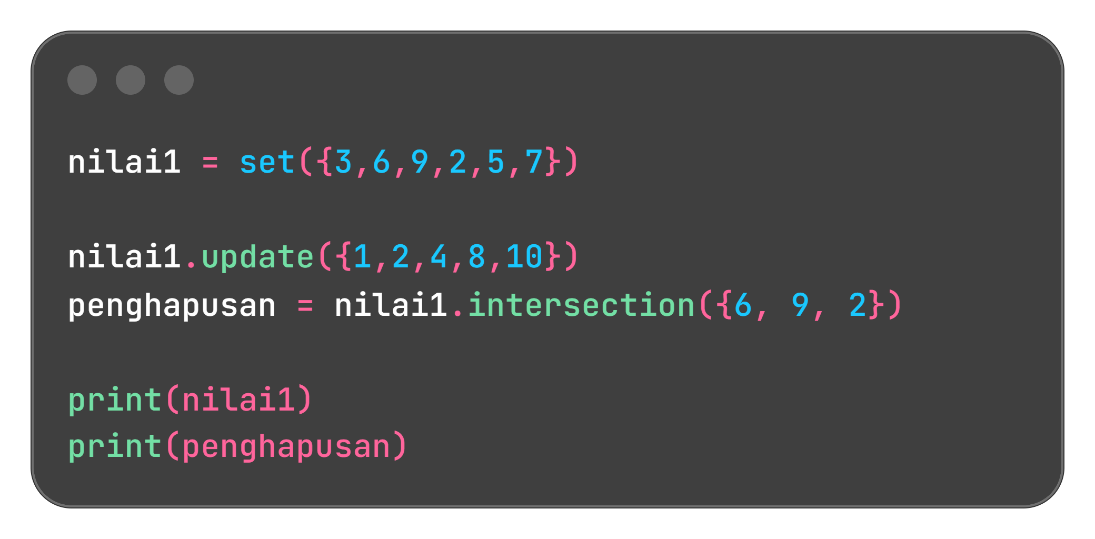 nilai1 = set({3,6,9,2,5,7})
nilai1.update({1,2,4,8,10})
penghapusan = nilai1.intersection({6, 9, 2})
print(nilai1)
print(penghapusan)